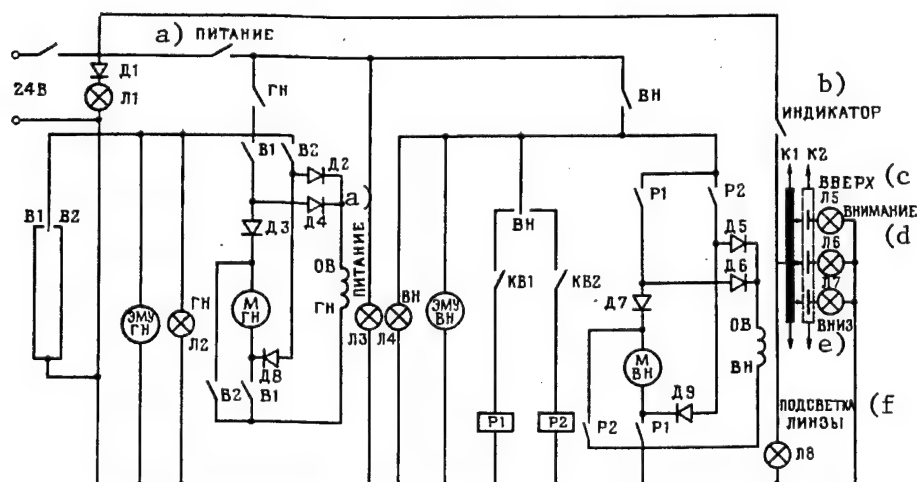 a) ПИТАНИЕ
24В
Д1
Л1
ГН
ВН
b)
ИНДИКАТОР
В1
В2
Д2
К1
К2
ВВЕРХ
(c
Л5
ВНИМАНИЕ
(d
В1
В2
а)
Д4
Д3
ПИТАНИЕ
ВН
Р1
Р2
Д5
Д6
Л6
Л7
КВ1
КВ2
ОВ
ГН
ЭМУ
ГН
ГН
Л2
М
ГН
Л3
ВН
Л4
ЭМУ
ВН
Д7
ОВ
ВН
ВНИЗ
e)
М
ВН
Д8
Д9
В2
В1
Р1
Р2
Р2
Р1
ПОДСВЕТКА
ЛИНЗЫ
(f
Л8